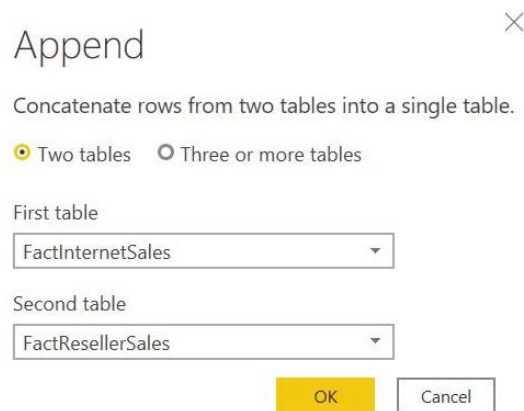 Append
Concatenate rows from two tables into a single table.
Two tables Three or more tables
First table
FactInternetSales
Second table
FactResellerSales
OK Cancel